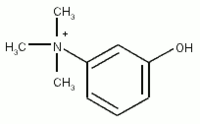 CH₃
+
H₃C N OH
CH₃